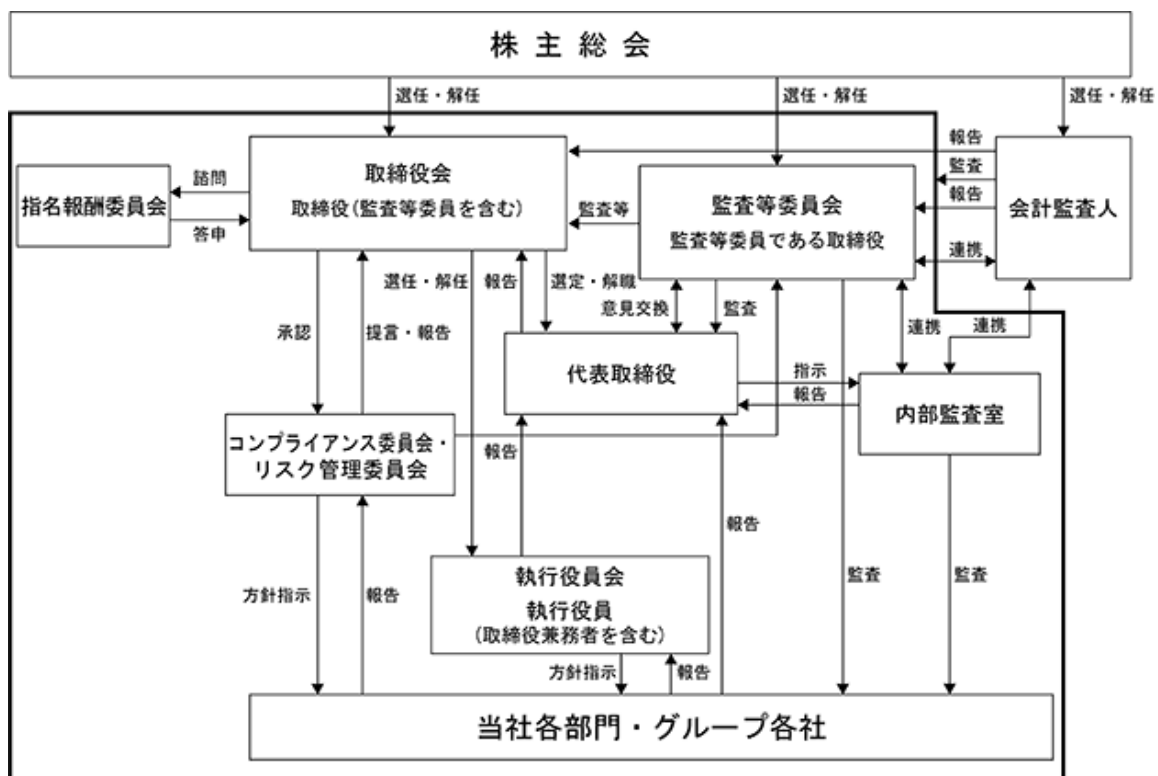 株主総会
選任・解任
選任・解任
選任・解任
取締役会
取締役(監査等委員を含む)
指名報酬委員会
諮問
答申
監査等
監査等委員会
監査等委員である取締役
報告
監査
報告
連携
会計監査人
選任・解任
報告
選定・解職
意見交換
監査
連携
連携
承認
提言・報告
代表取締役
指示
報告
内部監査室
コンプライアンス委員会・
リスク管理委員会
報告
報告
執行役員会
執行役員
(取締役兼務者を含む)
方針指示
報告
監査
監査
方針指示
報告
当社各部門・グループ各社